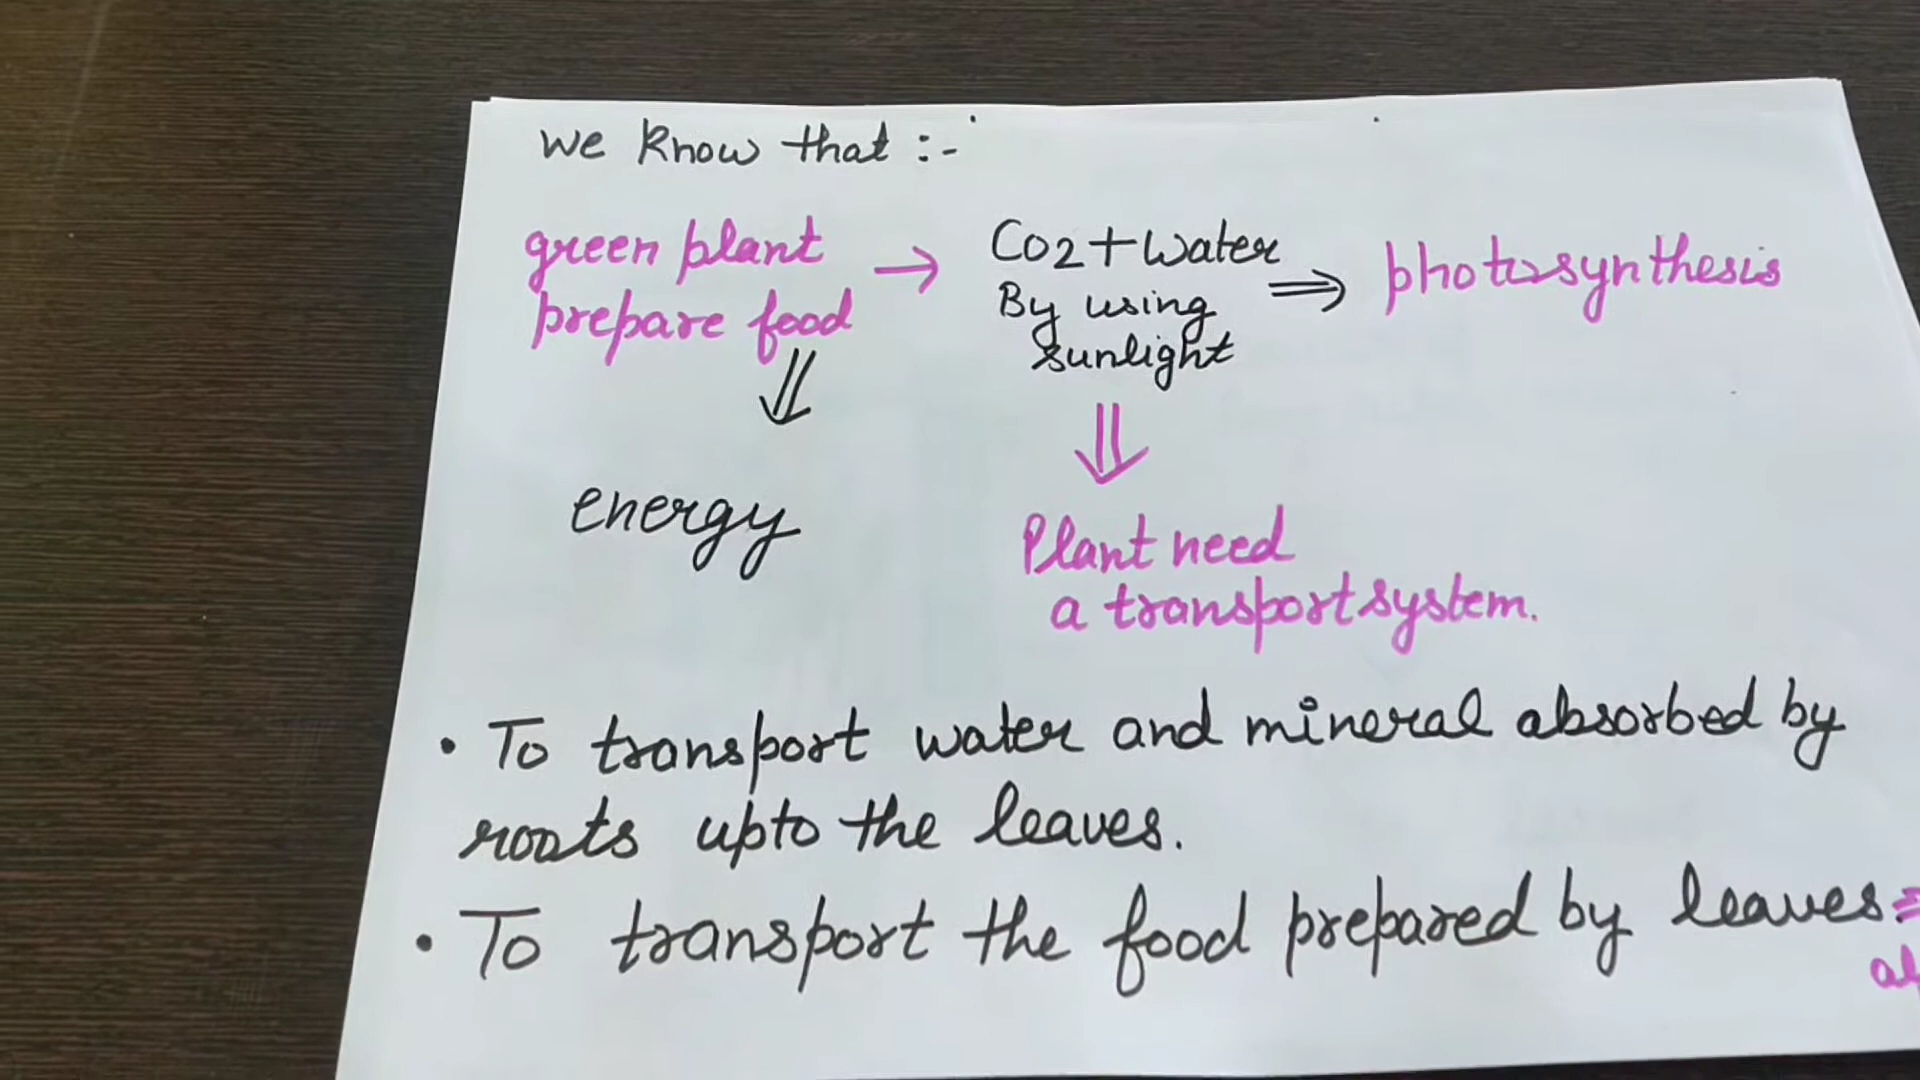 we know that :-
green plant
prepare food
→
Co2+Water
By using
sunlight
⇒
photosynthesis
⇓
energy
⇓
Plant need
a transport system.
• To transport water and mineral absorbed by
roots upto the leaves.
• To transport the food prepared by leaves